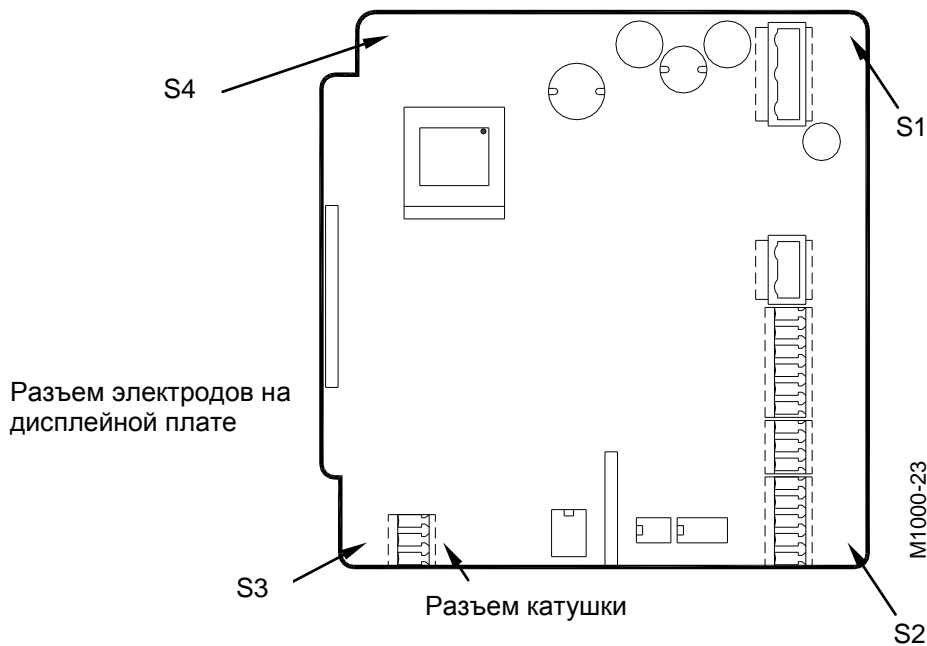 S4
S1
Разъем электродов на
дисплейной плате
M1000-23
S3
Разъем катушки
S2